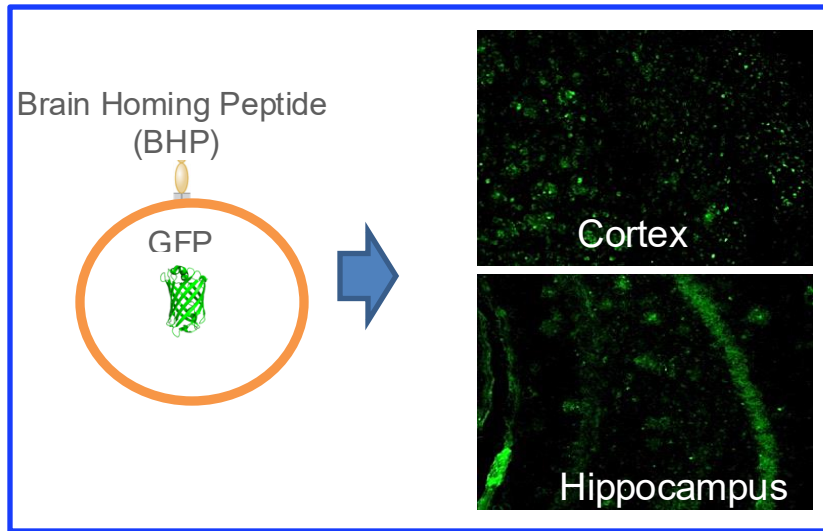 Brain Homing Peptide
(BHP)
GFP
Cortex
Hippocampus